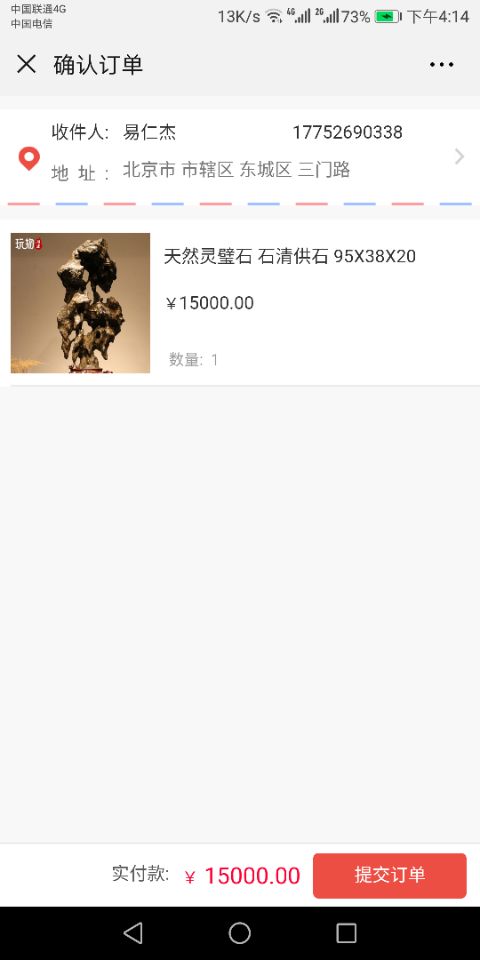 中国联通4G
中国电信
13K/s 4G 2G 73% 下午4:14
确认订单
收件人: 易仁杰 17752690338
地 址 : 北京市 市辖区 东城区 三门路
玩物
天然灵璧石 石清供石 95X38X20
￥15000.00
数量: 1
实付款: ￥ 15000.00 提交订单